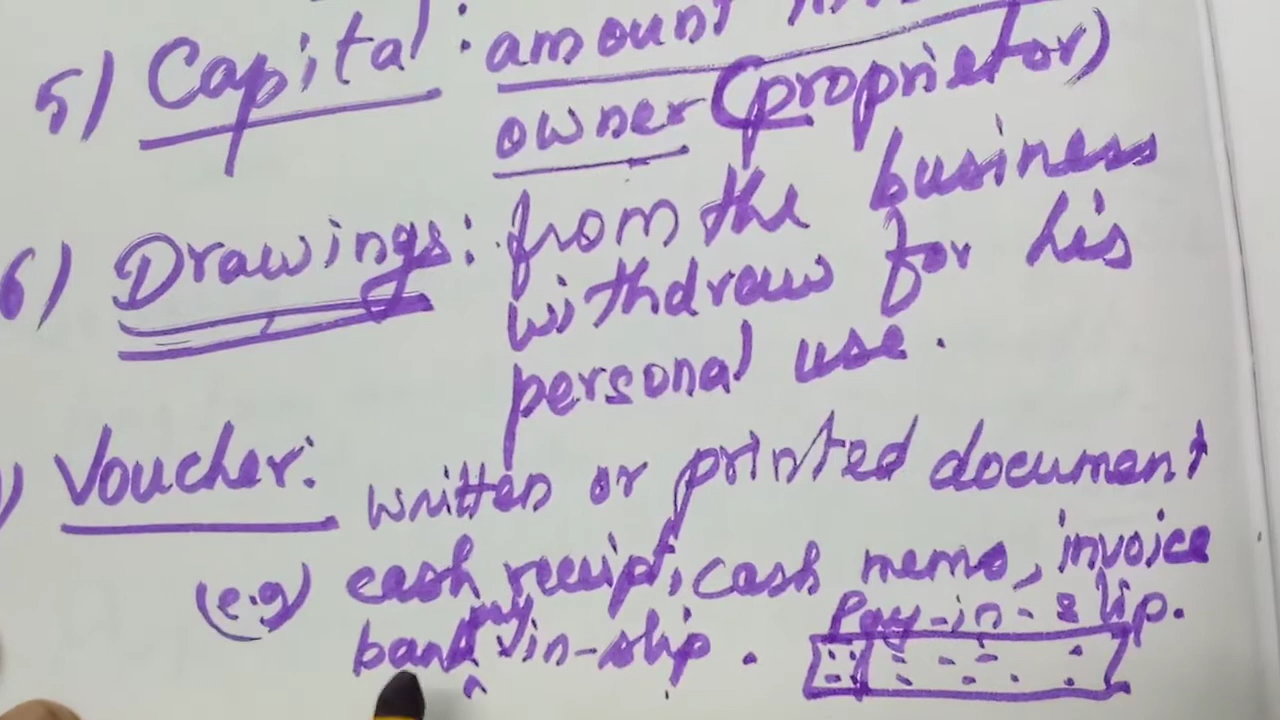 5) Capital : amount
owner (proprietor)
6) Drawings : from the business
withdraw for his
personal use.
Voucher: written or printed document
(e.g) cash receipt, cash memo, invoice
bank pay in-slip. Pay-in-slip.